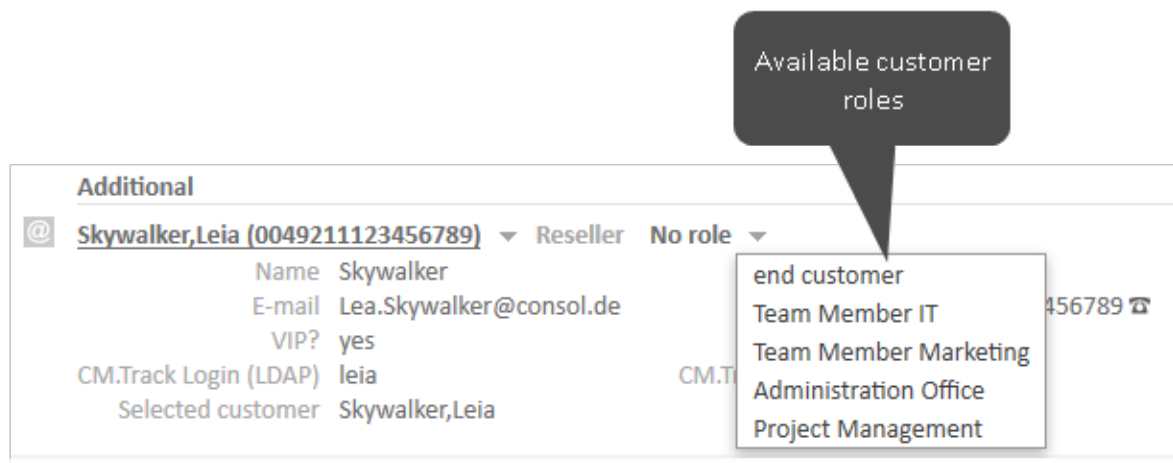 Available customer
roles
Additional
@ Skywalker,Leia (0049211123456789) Reseller No role
Name Skywalker
end customer
E-mail Lea.Skywalker@consol.de
Team Member IT
456789
VIP? yes
Team Member Marketing
CM.Track Login (LDAP) leia
CM.T
Administration Office
Selected customer Skywalker,Leia
Project Management